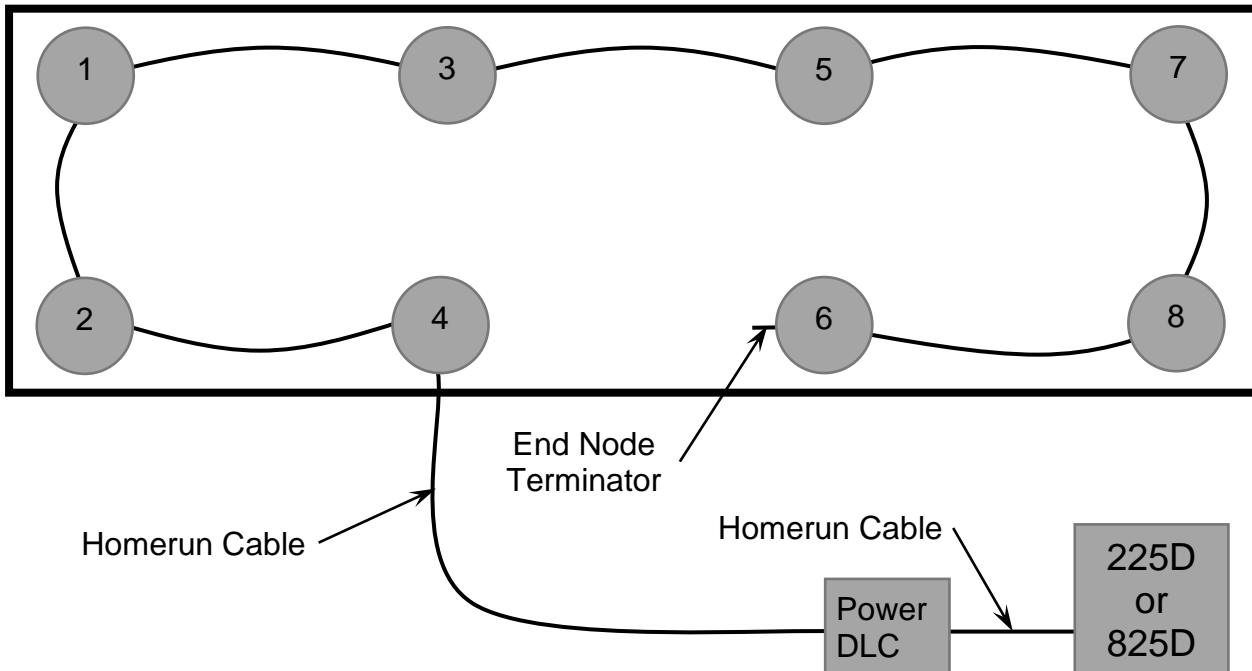 1
3
5
7
2
4
6
8
End Node
Terminator
Homerun Cable
Homerun Cable
Power
DLC
225D
or
825D